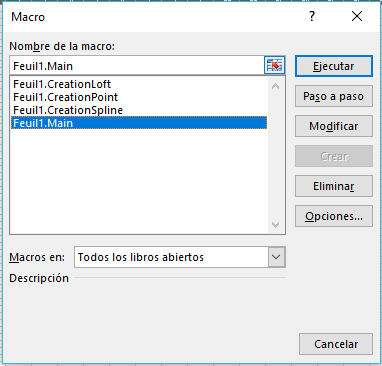 Macro
?
Nombre de la macro:
Feuil1.Main
Ejecutar
Feuil1.CreationLoft
Feuil1.CreationPoint
Feuil1.CreationSpline
Feuil1.Main
Paso a paso
Modificar
Crear
Eliminar
Opciones...
Macros en:
Todos los libros abiertos
Descripción
Cancelar